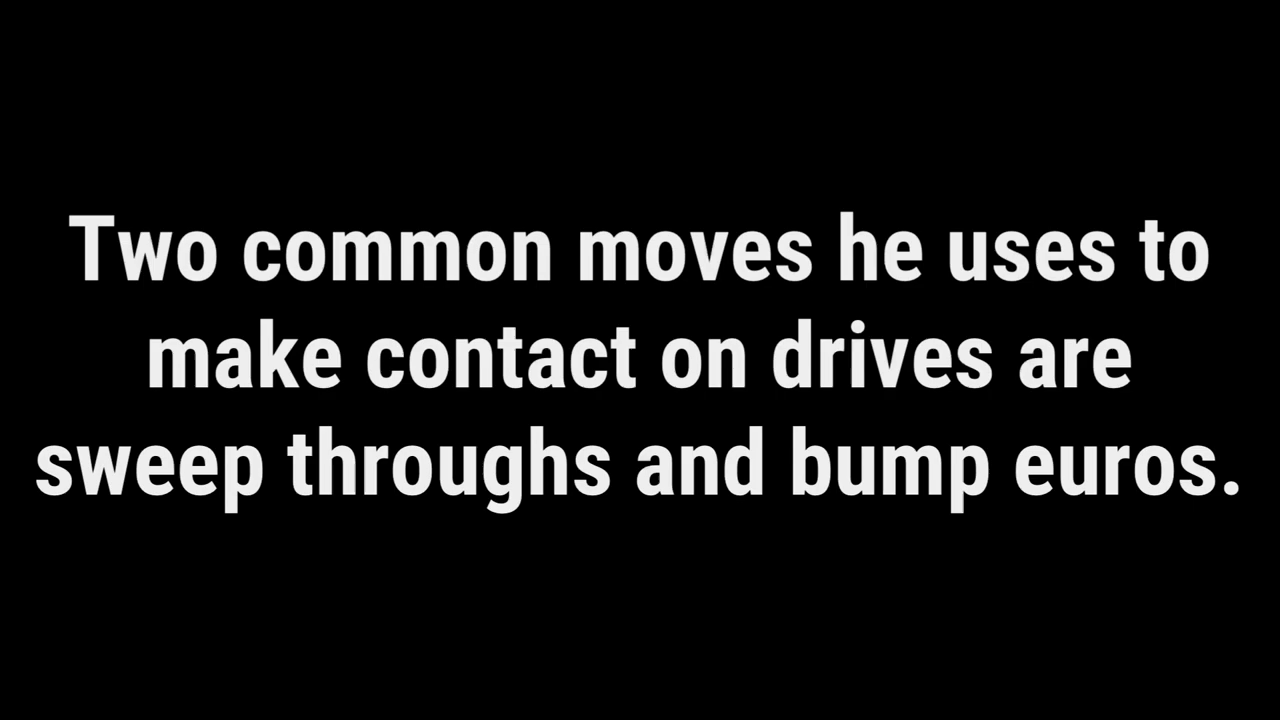 Two common moves he uses to
make contact on drives are
sweep throughs and bump euros.